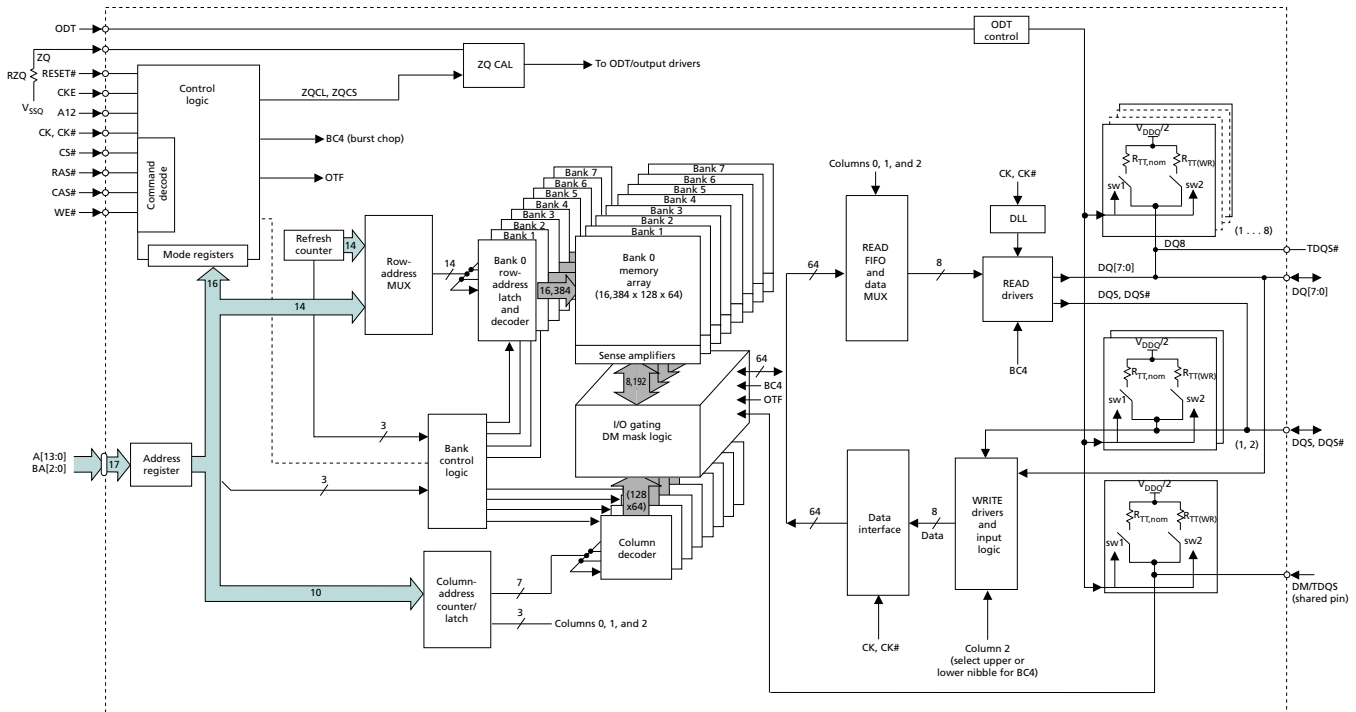 ODT
ODT
control
ZQ
RZQ
VSSQ
RESET#
CKE
A12
CK, CK#
CS#
RAS#
CAS#
WE#
Control
logic
Command
decode
Mode registers
ZQ CAL
To ODT/output drivers
ZQCL, ZQCS
BC4 (burst chop)
OTF
Refresh
counter
14
Row-
address
MUX
14
16
14
Bank 7
Bank 6
Bank 5
Bank 4
Bank 3
Bank 2
Bank 1
Bank 0
row-
address
latch
and
decoder
16,384
Bank 7
Bank 6
Bank 5
Bank 4
Bank 3
Bank 2
Bank 1
Bank 0
memory
array
(16,384 x 128 x 64)
Sense amplifiers
8,192
I/O gating
DM mask logic
64
BC4
OTF
(128
x64)
Column
decoder
3
3
Bank
control
logic
A[13:0]
BA[2:0]
17
Address
register
10
Column-
address
counter/
latch
7
3
Columns 0, 1, and 2
Columns 0, 1, and 2
64
READ
FIFO
and
data
MUX
8
CK, CK#
DLL
READ
drivers
BC4
DQ8
DQ[7:0]
DQS, DQS#
VDDQ/2
RTT,nom
RTT(WR)
sw1
sw2
(1 . . . 8)
TDQS#
DQ[7:0]
VDDQ/2
RTT,nom
RTT(WR)
sw1
sw2
(1, 2)
DQS, DQS#
VDDQ/2
RTT,nom
RTT(WR)
sw1
sw2
DM/TDQS
(shared pin)
64
Data
interface
8
Data
WRITE
drivers
and
input
logic
CK, CK#
Column 2
(select upper or
lower nibble for BC4)